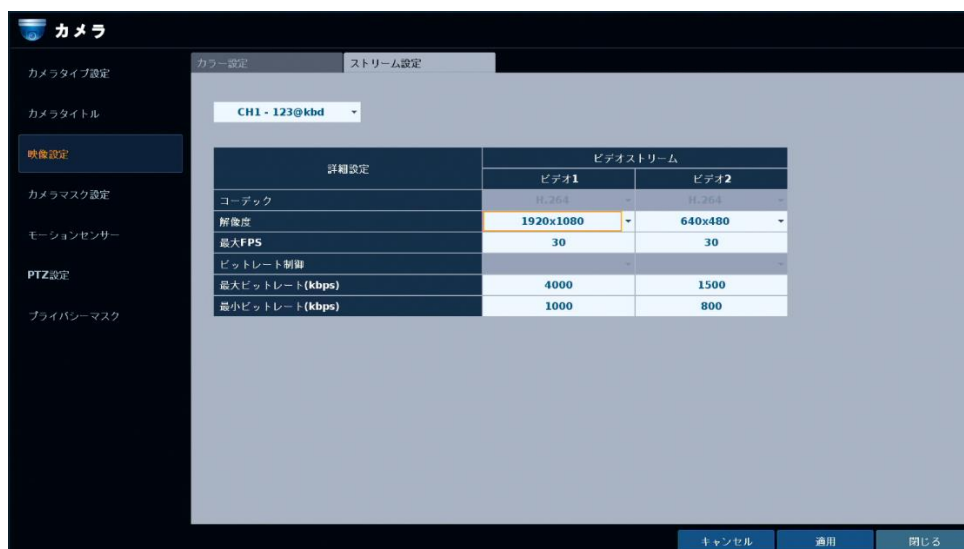 カメラ
カメラタイプ設定
カメラタイトル
映像設定
カメラマスク設定
モーションセンサー
PTZ設定
プライバシーマスク
カラー設定 ストリーム設定
CH1 - 123@kbd
詳細設定 ビデオストリーム
ビデオ1 ビデオ2
コーデック H.264 H.264
解像度 1920x1080 640x480
最大FPS 30 30
ビットレート制御
最大ビットレート(kbps) 4000 1500
最小ビットレート(kbps) 1000 800
キャンセル 適用 閉じる